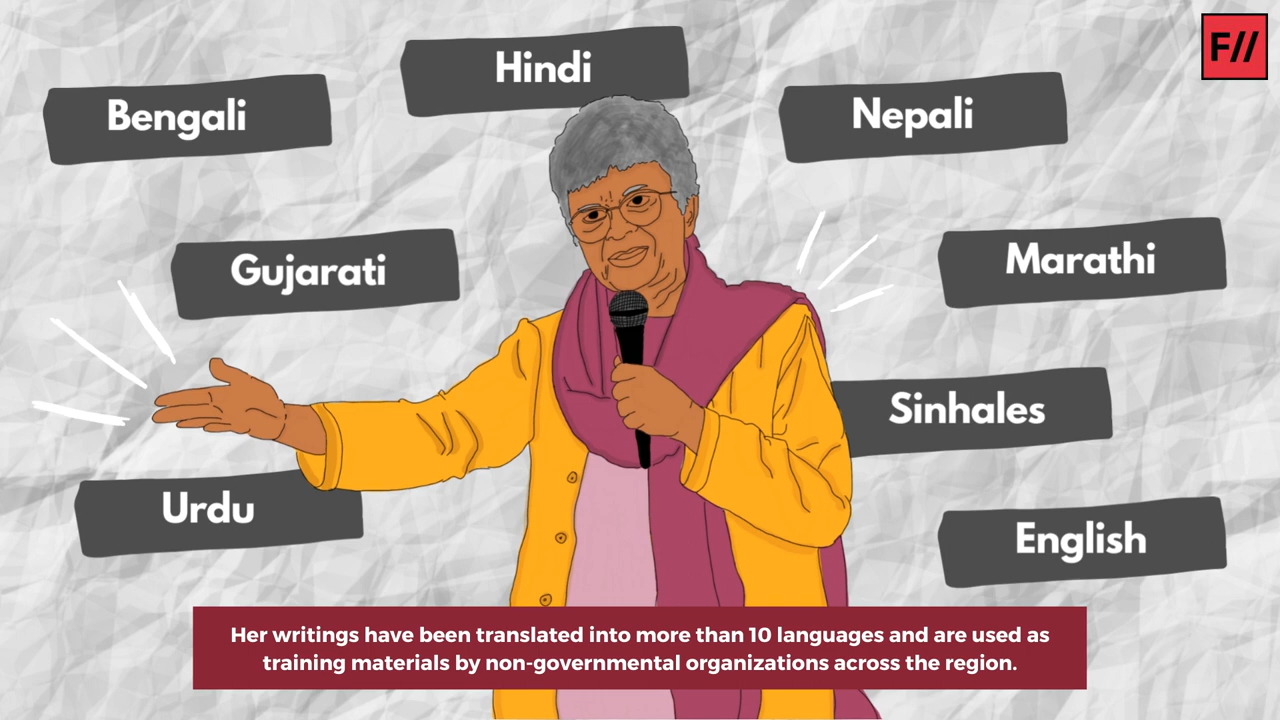 Hindi
F//
Bengali
Nepali
Gujarati
Marathi
Sinhales
Urdu
English
Her writings have been translated into more than 10 languages and are used as
training materials by non-governmental organizations across the region.